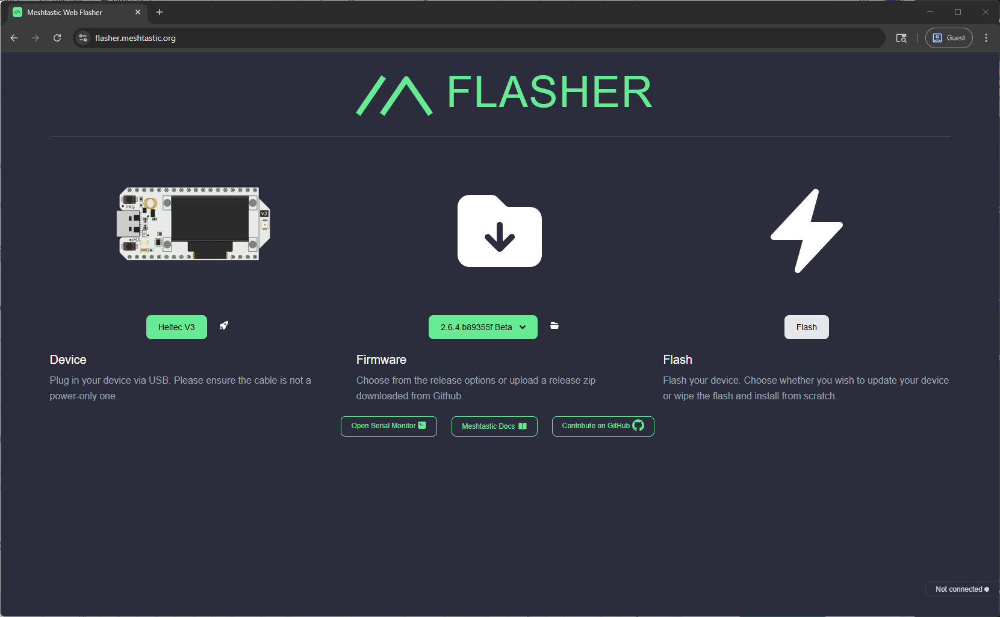 Meshtastic Web Flasher
flasher.meshtastic.org
Guest
FLASHER
PRG
V3
PST
Heltec V3
2.6.4.b89355f Beta
Flash
Device
Plug in your device via USB. Please ensure the cable is not a
power-only one.
Firmware
Choose from the release options or upload a release zip
downloaded from Github.
Flash
Flash your device. Choose whether you wish to update your device
or wipe the flash and install from scratch.
Open Serial Monitor
Meshtastic Docs
Contribute on GitHub
Not connected